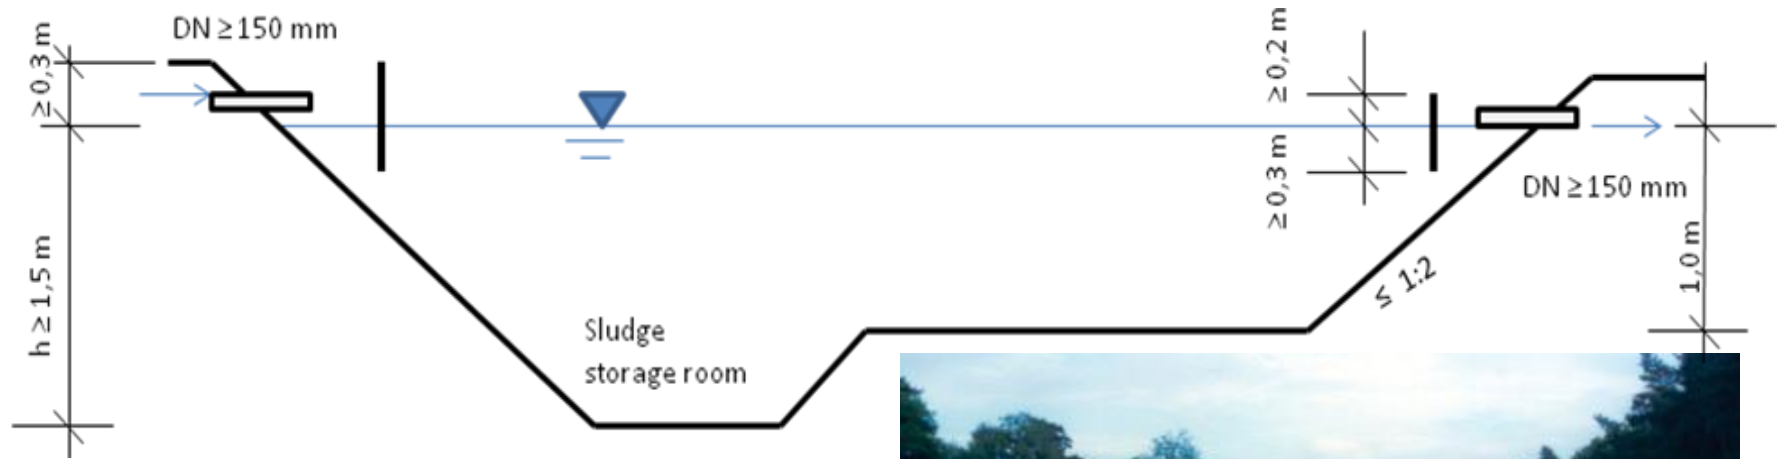 DN ≥ 150 mm
≥ 0,3 m
h ≥ 1,5 m
Sludge
storage room
≥ 0,2 m
≥ 0,3 m
≤ 1:2
DN ≥ 150 mm
1,0 m